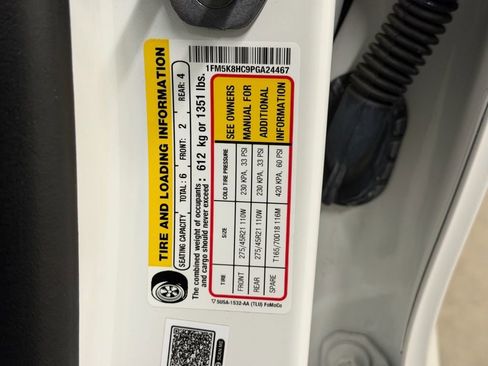 1FM5K8HC9PGA24467
TIRE AND LOADING INFORMATION
SEATING CAPACITY TOTAL: 6 FRONT: 2 REAR: 4
The combined weight of occupants and cargo should never exceed: 612 kg or 1351 lbs.
TIRE SIZE COLD TIRE PRESSURE
FRONT 275/45R21 110W 230 KPA, 33 PSI
REAR 275/45R21 110W 230 KPA, 33 PSI
SPARE T165/70D18 116M 420 KPA, 60 PSI
SEE OWNERS
MANUAL FOR
ADDITIONAL
INFORMATION
5U5A-1532-AA (TLU) FoMoCo